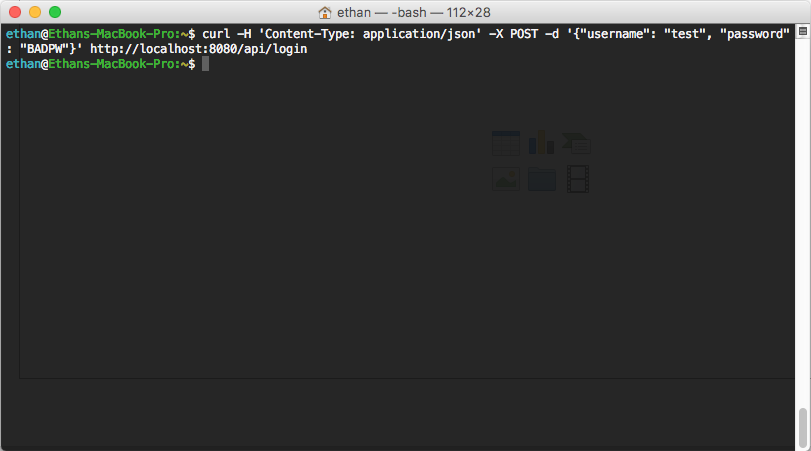 ethan — -bash — 112×28
ethan@Ethans-MacBook-Pro:~$ curl -H 'Content-Type: application/json' -X POST -d '{"username": "test", "password"
: "BADPW"}' http://localhost:8080/api/login
ethan@Ethans-MacBook-Pro:~$